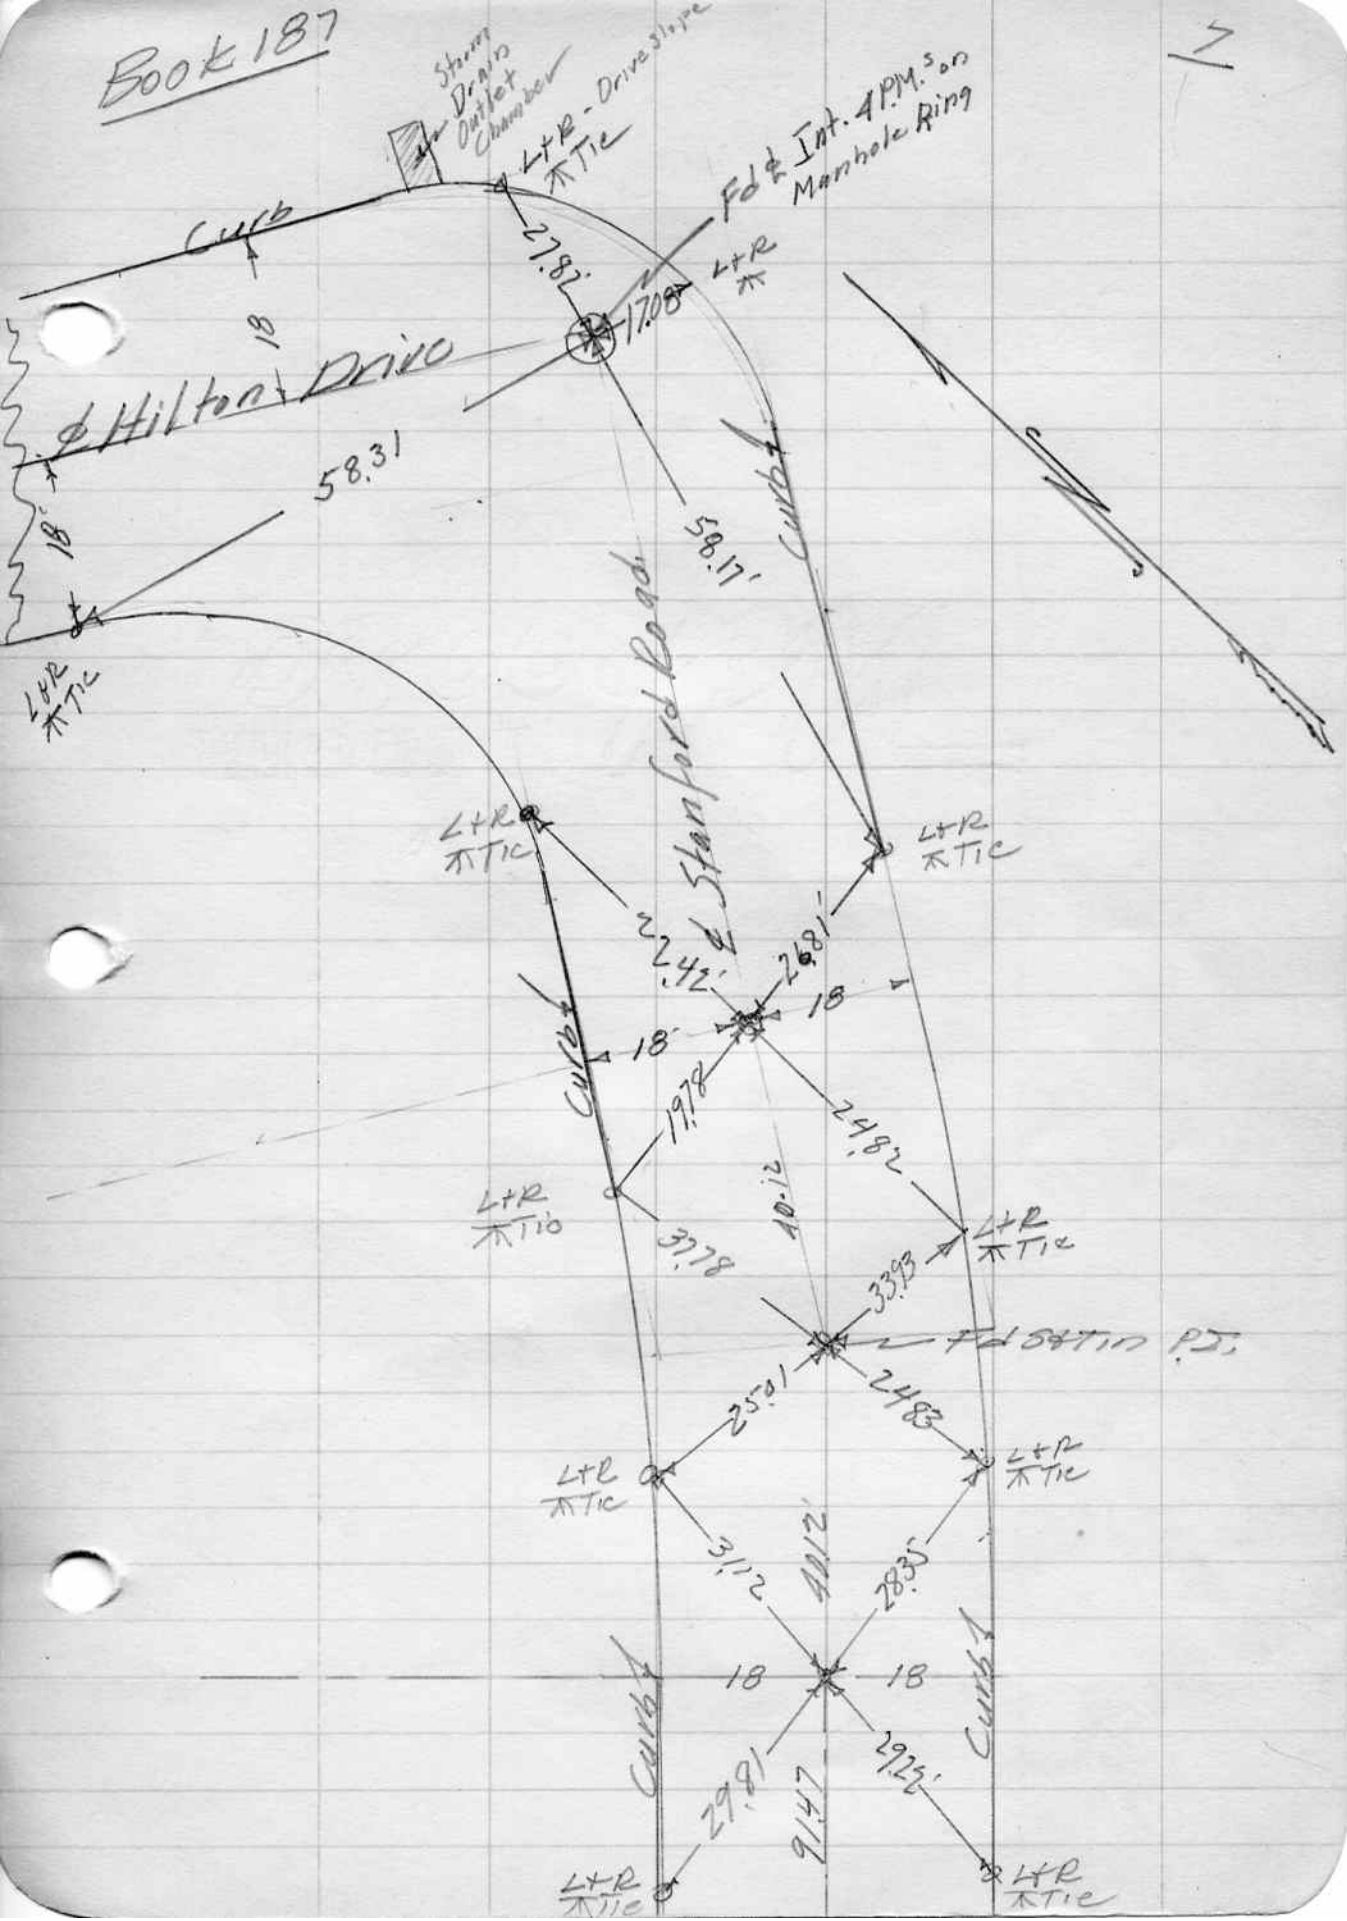 Book 187
7
Storm
Drain
Outlet
Chamber
L+R - Drive slope
Tie
Fd ⅊ Int. 4 P.M.s on
Manhole Ring
Curb
27.82'
L+R
17.08
18
℄ Hilton Drive
58.31
18'
58.17'
Curb
L&R
Tie
℄ Stanford Road
L+R
Tie
L+R
Tie
22.42'
26.81'
18
18'
Curb
19.78
24.82
40.12
L+R
Tie
37.78
L+R
Tie
33.93
Fd S&Tin P.I.
25.01
24.83
L+R
Tie
L&R
Tie
31.12
40.12'
28.35
18
18
Curb
Curb
29.81
91.47
29.22'
L+R
Tie
L+R
Tie